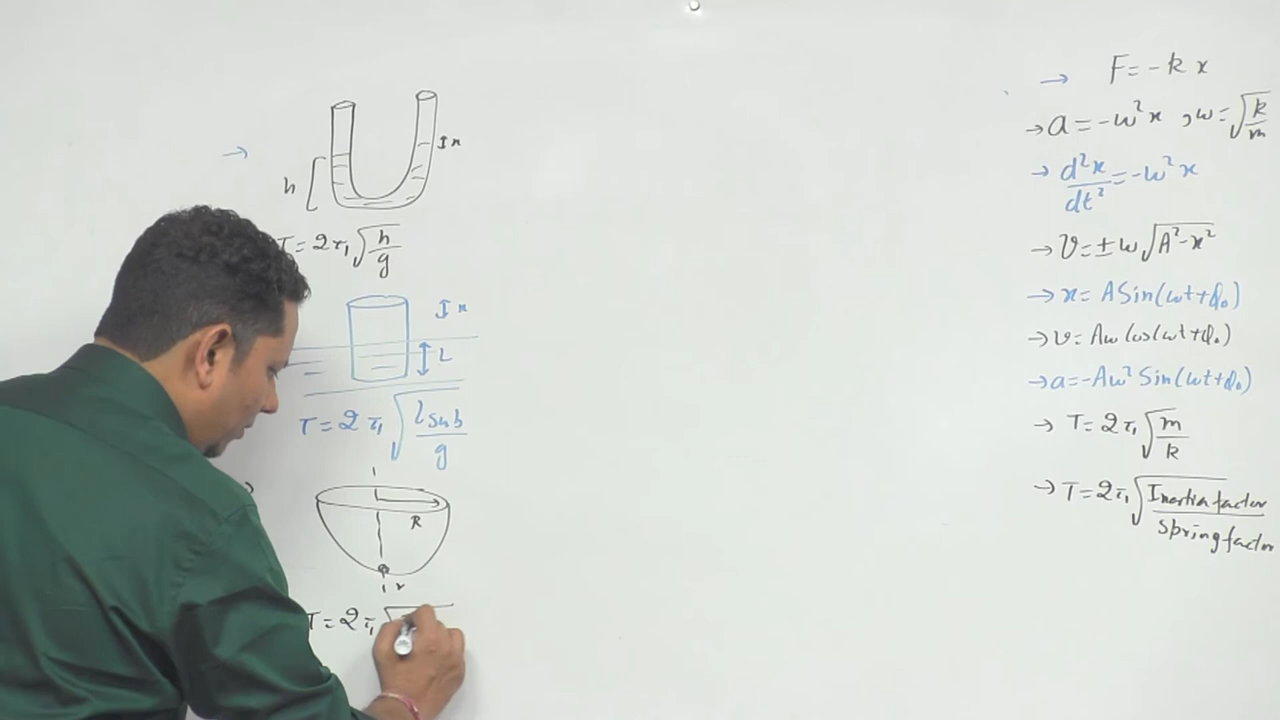 x
h
T = 2π√h/g
x
L
T = 2π√lsub/g
R
r
T = 2π√
→ F = -kx
→ a = -ω²x , ω = √k/m
→ d²x/dt² = -ω²x
→ v = ± ω√A²-x²
→ x = A Sin(ωt+φ₀)
→ v = Aω Cos(ωt+φ₀)
→ a = -Aω² Sin(ωt+φ₀)
→ T = 2π√m/k
→ T = 2π√Inertia factor/Spring factor